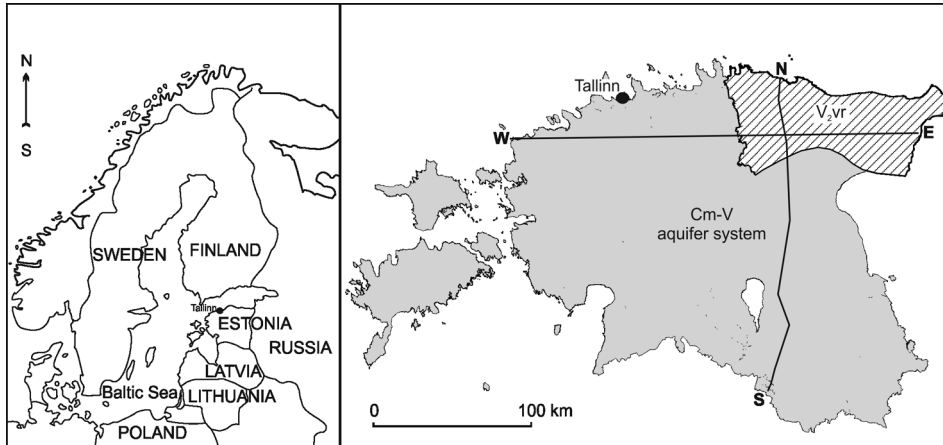 N
S
SWEDEN
FINLAND
Tallinn
ESTONIA
RUSSIA
LATVIA
Baltic Sea
LITHUANIA
POLAND
N
Tallinn
V₂vr
W
E
Cm-V
aquifer system
S
0
100 km